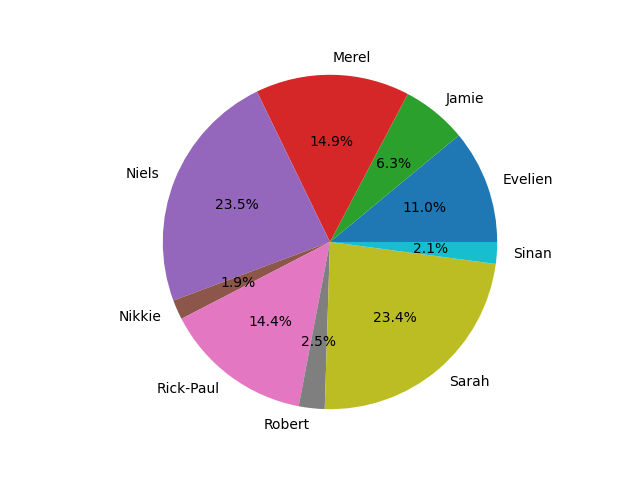 Merel
Jamie
14.9%
6.3%
Niels
Evelien
23.5%
11.0%
2.1%
Sinan
1.9%
Nikkie
14.4%
23.4%
2.5%
Rick-Paul
Sarah
Robert